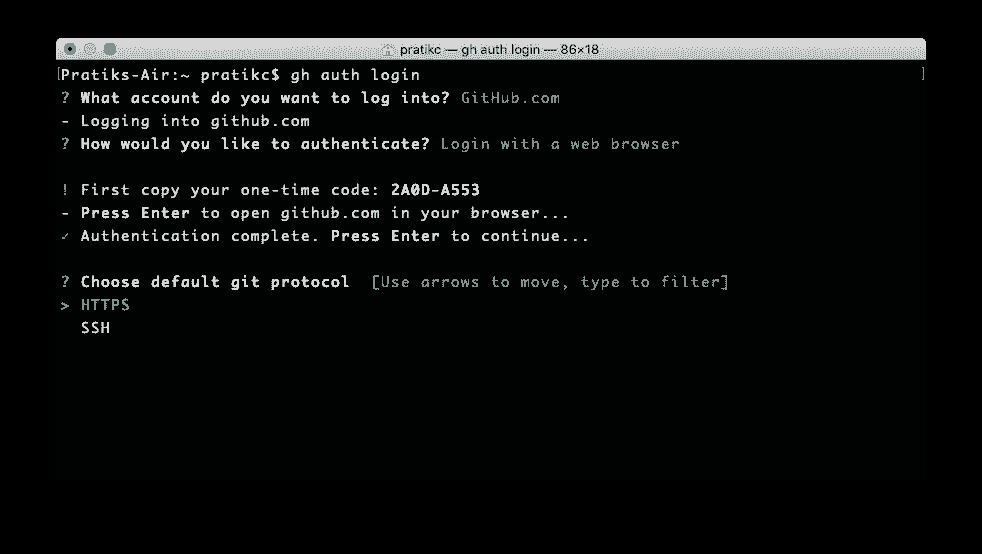 pratikc — gh auth login — 86×18
[Pratiks-Air:~ pratikc$ gh auth login ]
? What account do you want to log into? GitHub.com
- Logging into github.com
? How would you like to authenticate? Login with a web browser
! First copy your one-time code: 2A0D-A553
- Press Enter to open github.com in your browser...
✓ Authentication complete. Press Enter to continue...
? Choose default git protocol [Use arrows to move, type to filter]
> HTTPS
SSH